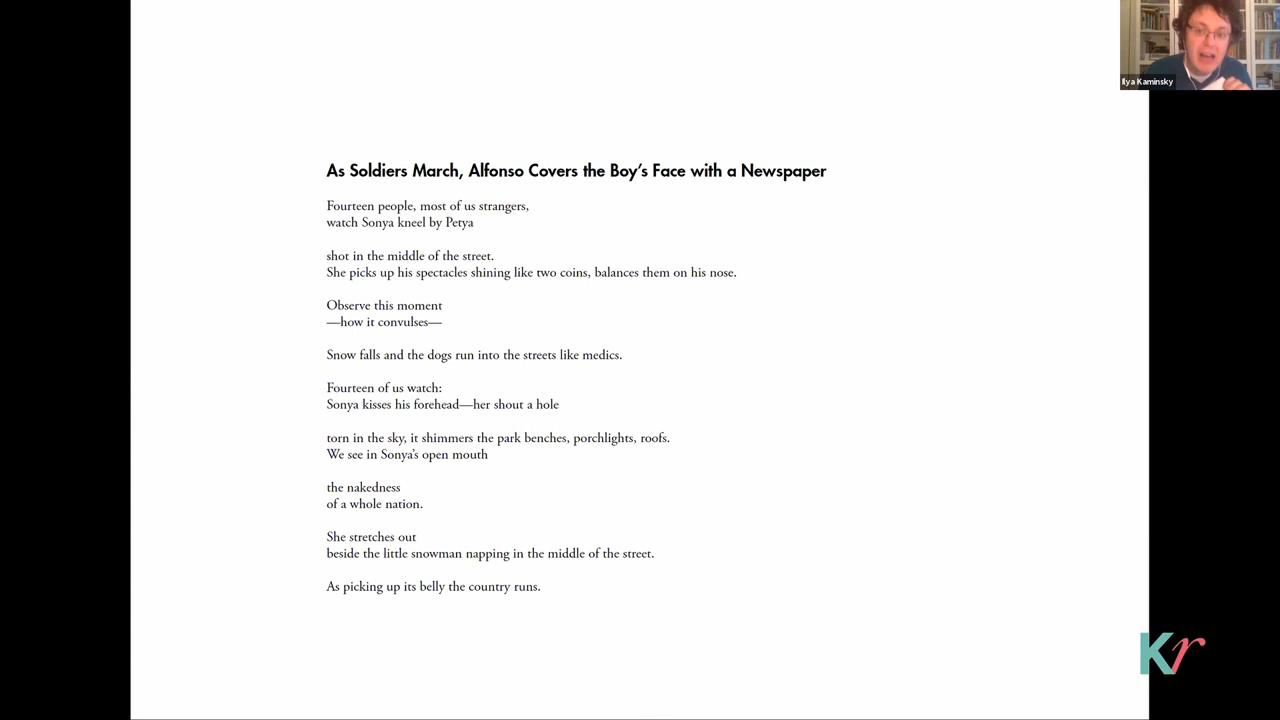 Ilya Kaminsky
As Soldiers March, Alfonso Covers the Boy’s Face with a Newspaper
Fourteen people, most of us strangers,
watch Sonya kneel by Petya
shot in the middle of the street.
She picks up his spectacles shining like two coins, balances them on his nose.
Observe this moment
—how it convulses—
Snow falls and the dogs run into the streets like medics.
Fourteen of us watch:
Sonya kisses his forehead—her shout a hole
torn in the sky, it shimmers the park benches, porchlights, roofs.
We see in Sonya’s open mouth
the nakedness
of a whole nation.
She stretches out
beside the little snowman napping in the middle of the street.
As picking up its belly the country runs.
Kr